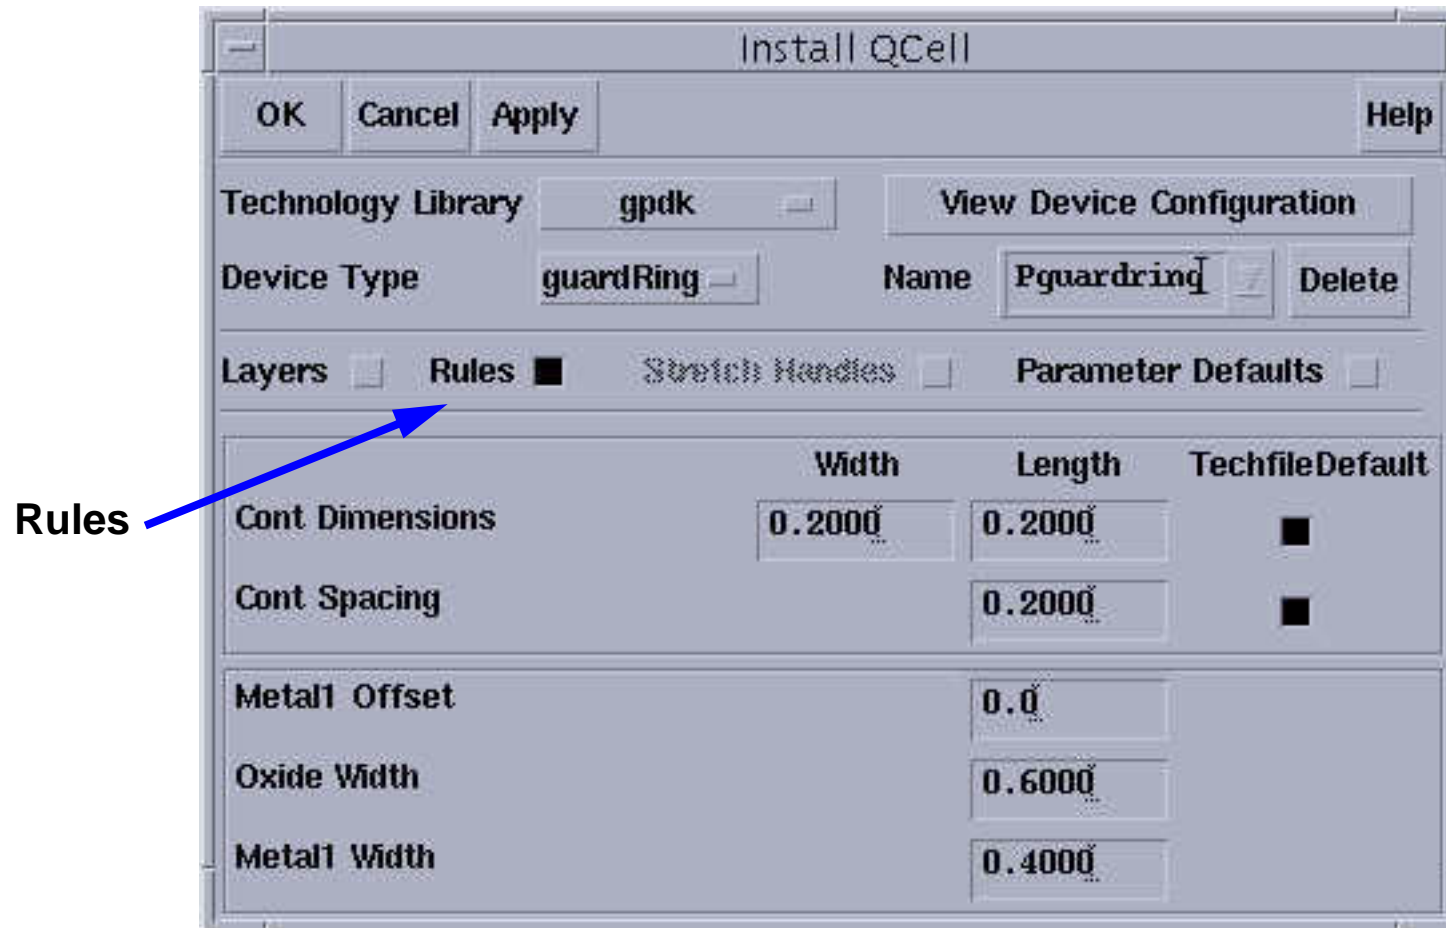 Install QCell
OK Cancel Apply Help
Technology Library gpdk View Device Configuration
Device Type guardRing Name Pguardring Delete
Layers Rules Stretch Handles Parameter Defaults
Width Length TechfileDefault
Rules
Cont Dimensions 0.2000 0.2000
Cont Spacing 0.2000
Metal1 Offset 0.0
Oxide Width 0.6000
Metal1 Width 0.4000